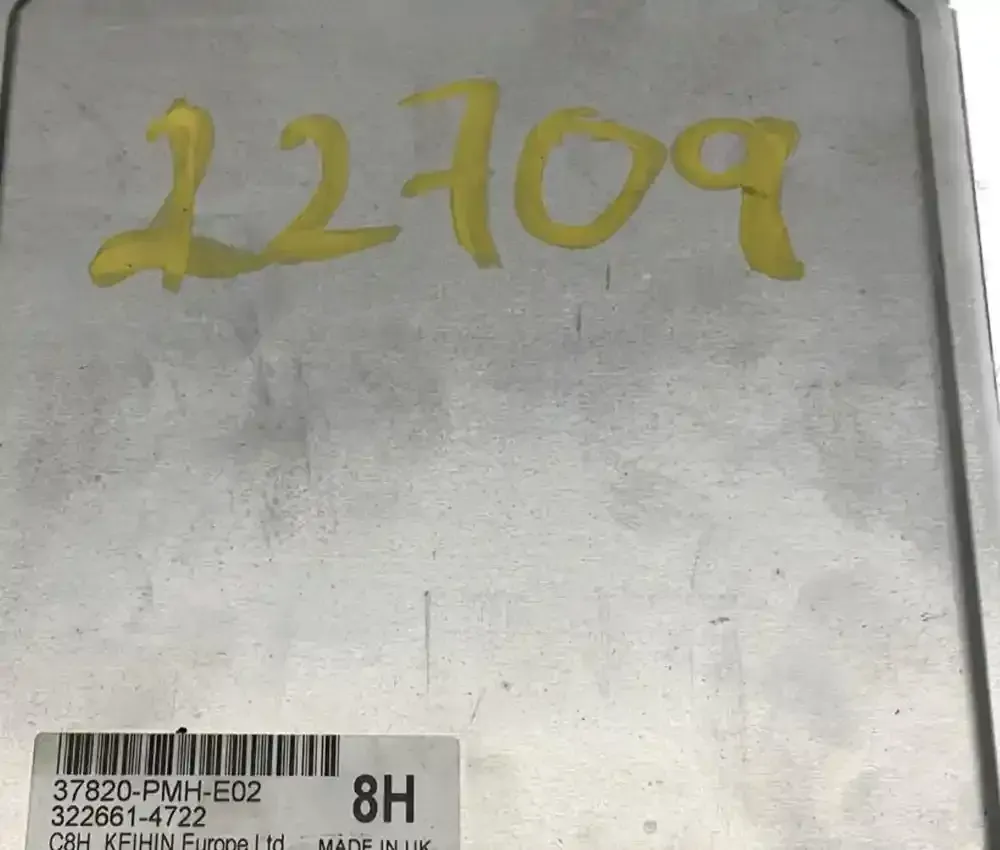 22709
37820-PMH-E02
8H
322661-4722
C8H KEIHIN Europe Ltd MADE IN UK